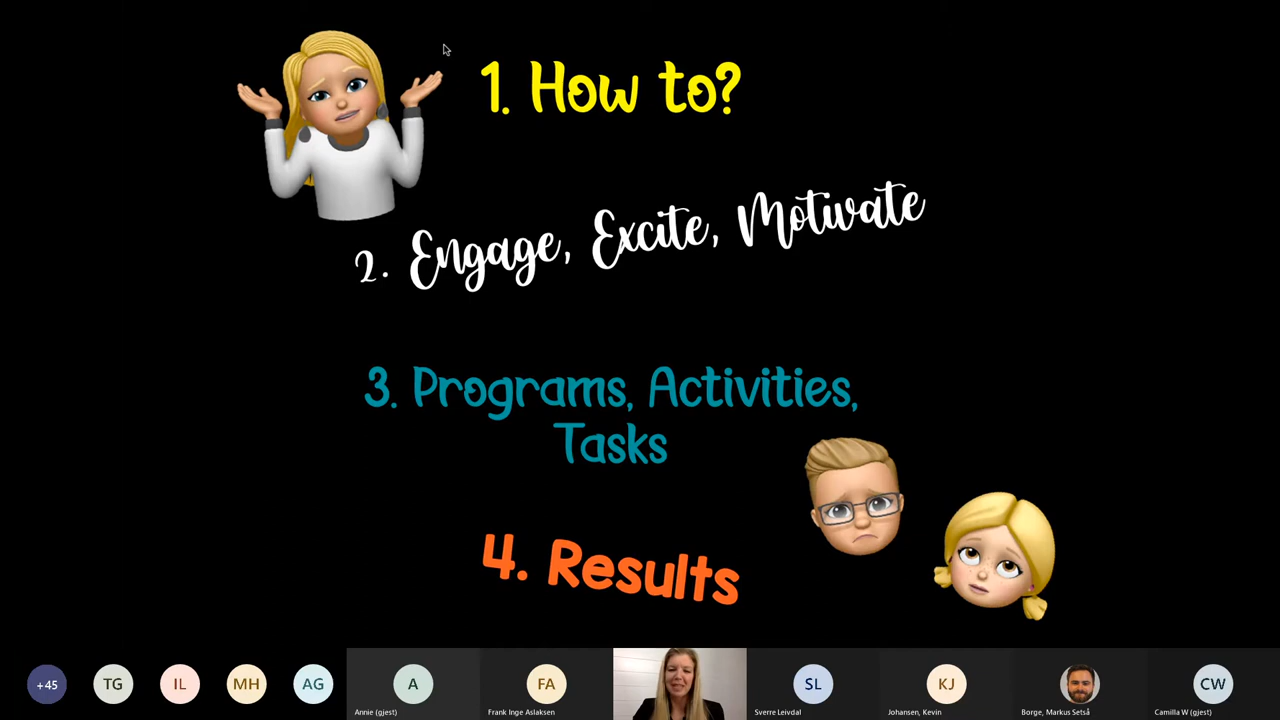 1. How to?
2. Engage, Excite, Motivate
3. Programs, Activities,
Tasks
4. Results
+45
TG
IL
MH
AG
A
FA
SL
KJ
CW
Annie (gjest)
Frank Inge Aslaksen
Sverre Leivdal
Johansen, Kevin
Borge, Markus Setså
Camilla W (gjest)